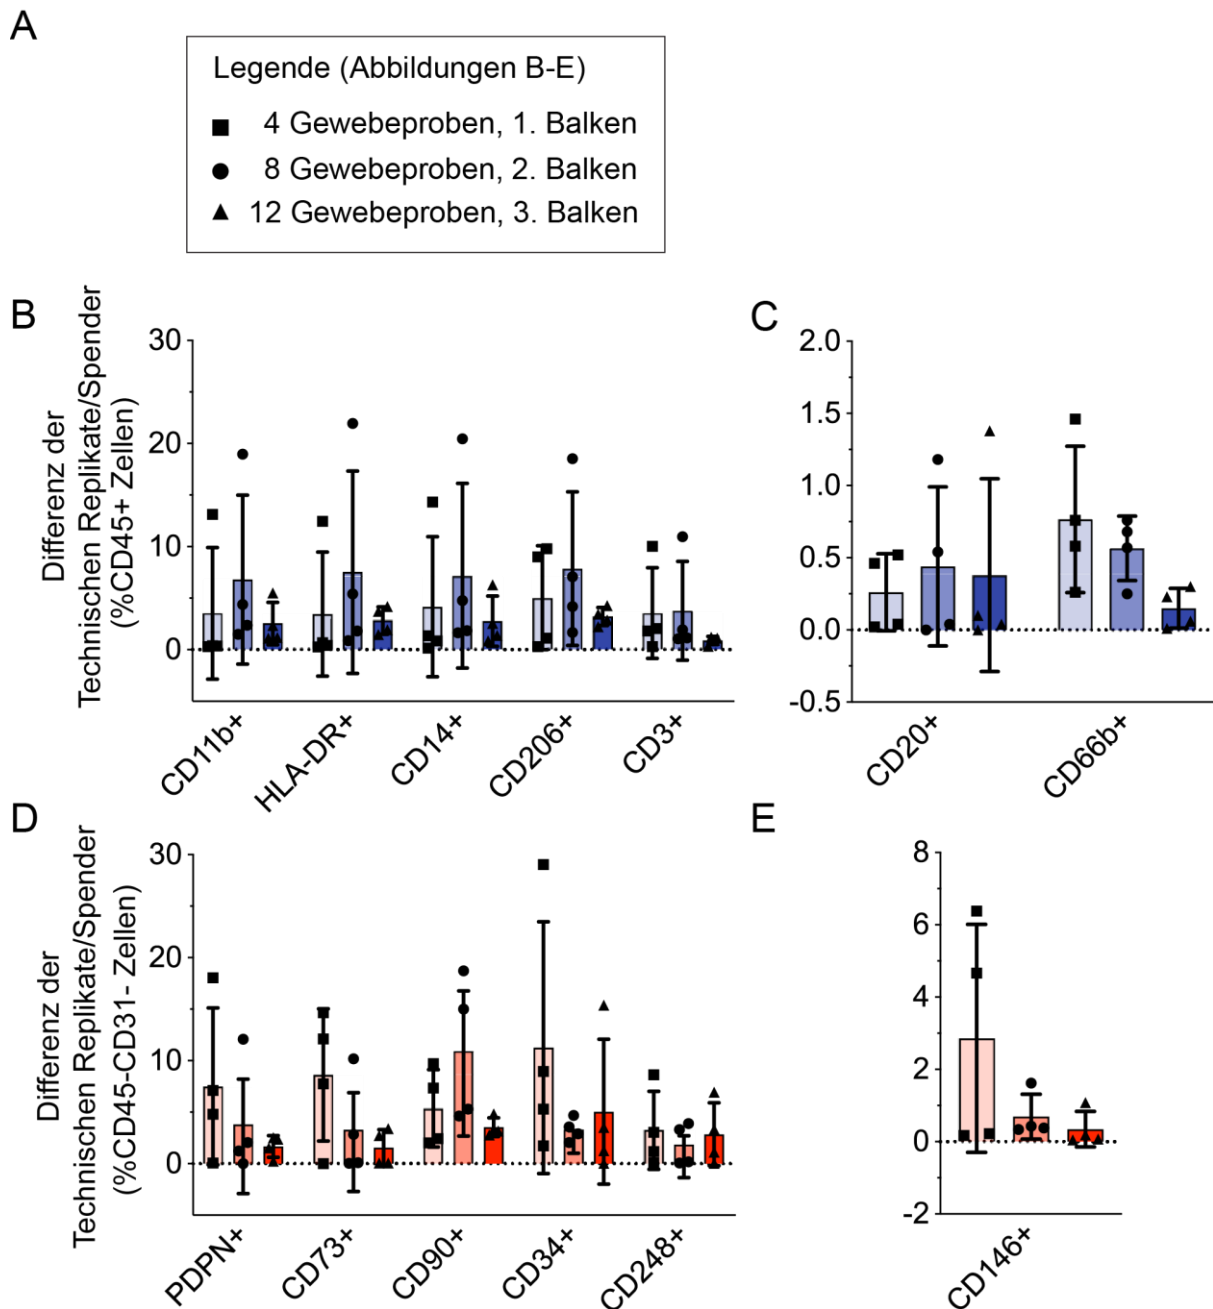 A
Legende (Abbildungen B-E)
4 Gewebeproben, 1. Balken
8 Gewebeproben, 2. Balken
12 Gewebeproben, 3. Balken
B
Differenz der
Technischen Replikate/Spender
(%CD45+ Zellen)
30
20
10
0
CD11b+
HLA-DR+
CD14+
CD206+
CD3+
C
2.0
1.5
1.0
0.5
0.0
-0.5
CD20+
CD66b+
D
Differenz der
Technischen Replikate/Spender
(%CD45-CD31- Zellen)
30
20
10
0
PDPN+
CD73+
CD90+
CD34+
CD248+
E
8
6
4
2
0
-2
CD146+